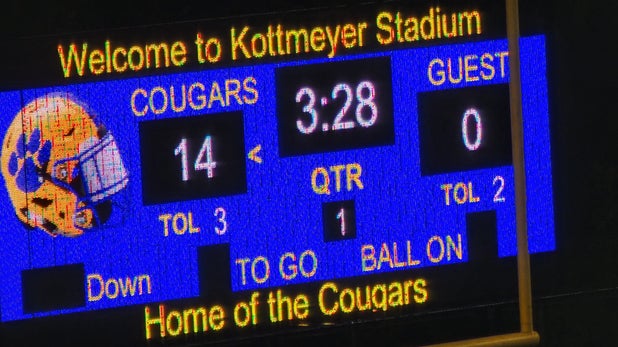 Welcome to Kottmeyer Stadium
COUGARS 3:28 GUEST
14 < 0
QTR
TOL 3 1 TOL 2
Down TO GO BALL ON
Home of the Cougars